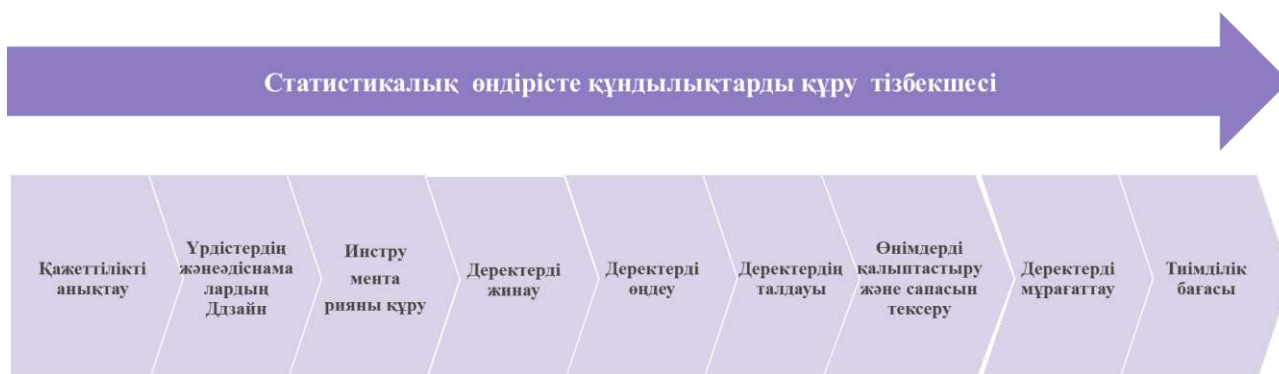 Статистикалық өндірісте құндылықтарды құру тізбекшесі
Қажеттілікті
анықтау
Үрдістердің
жәнеәдіснама
лардың
Ддзайн
Инстру
мента
рияны құру
Деректерді
жинау
Деректерді
өңдеу
Деректердің
талдауы
Өнімдерді
қалыптастыру
және сапасын
тексеру
Деректерді
мұрағаттау
Тиімділік
бағасы